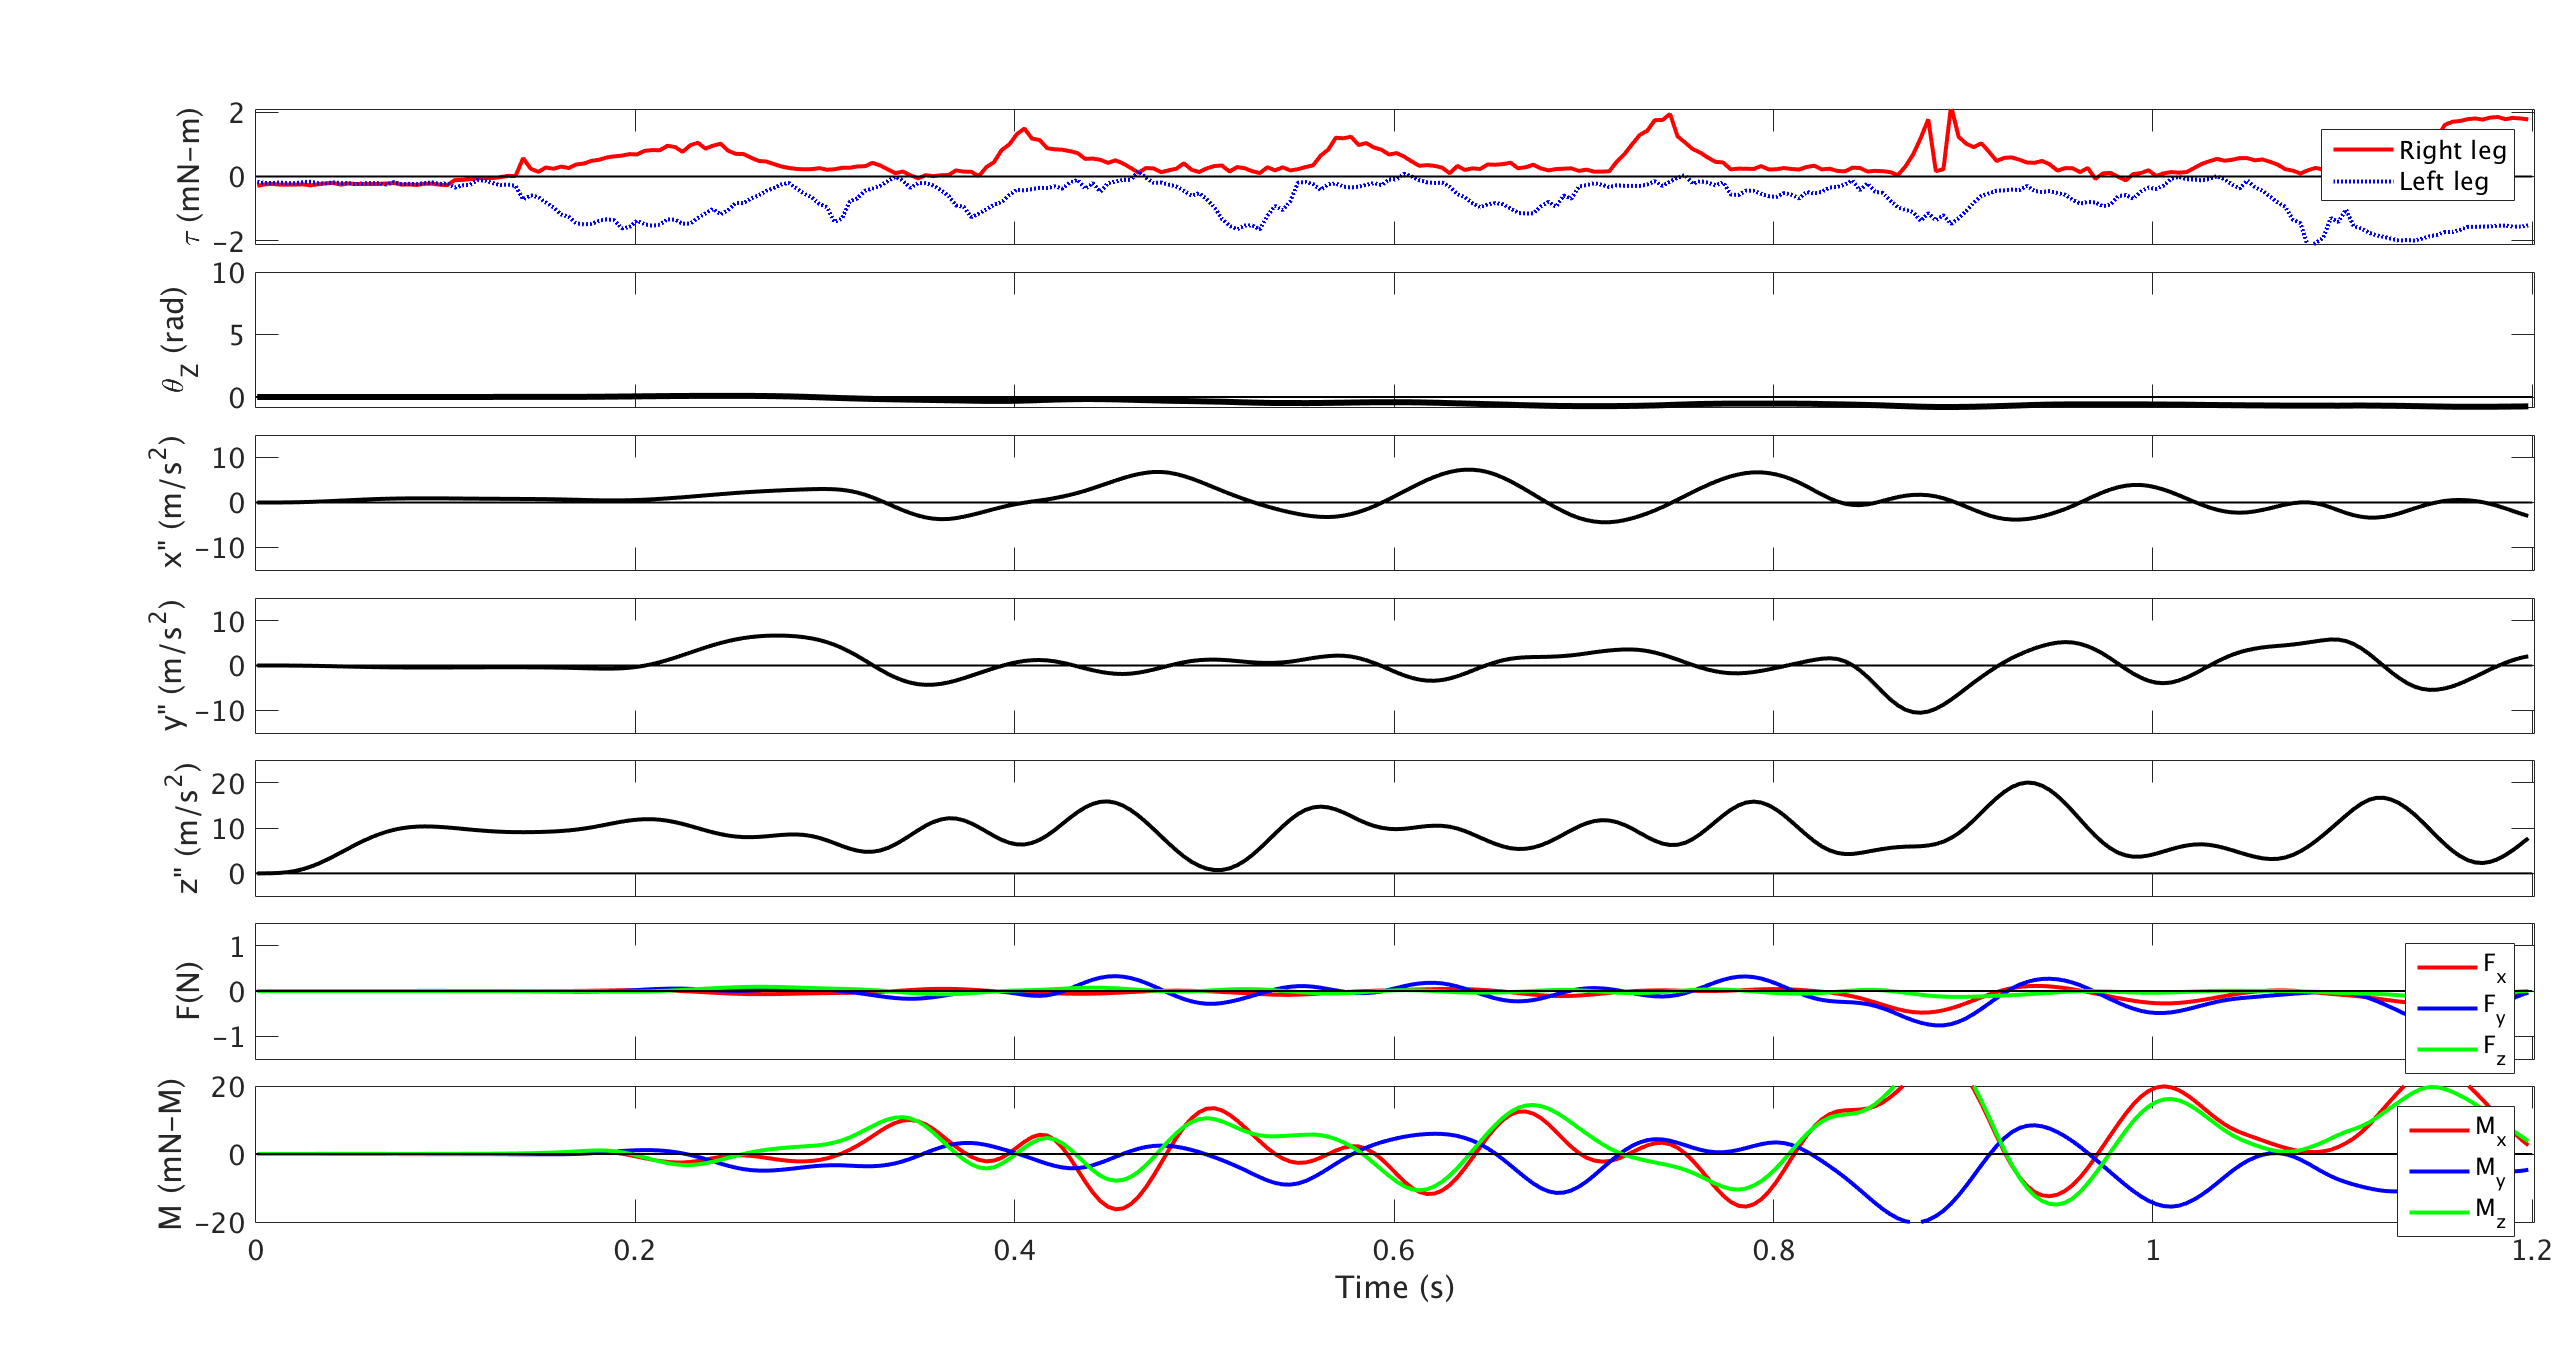 τ (mN-m)
2
0
-2
Right leg
Left leg
θz (rad)
10
5
0
x" (m/s2)
10
0
-10
y" (m/s2)
10
0
-10
z" (m/s2)
20
10
0
F(N)
1
0
-1
Fx
Fy
Fz
M (mN-M)
20
0
-20
Mx
My
Mz
0 0.2 0.4 0.6 0.8 1 1.2
Time (s)